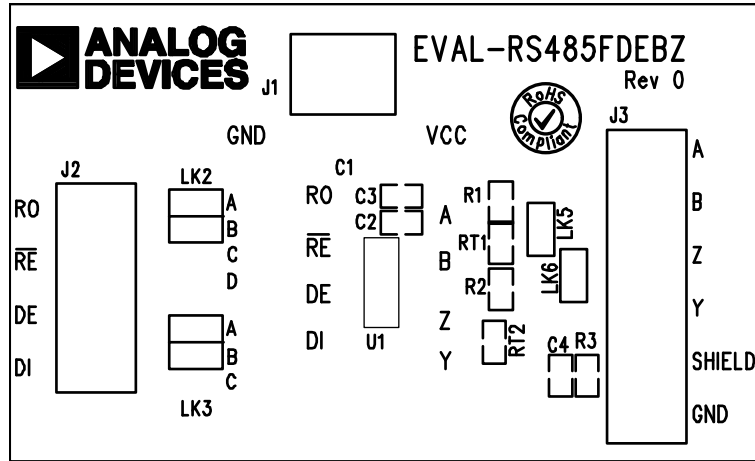 ANALOG
DEVICES
J1
EVAL-RS485FDEBZ
Rev 0
RoHS
Compliant
GND
VCC
J3
J2
LK2
C1
RO
A
B
C
D
RO
C3
C2
A
R1
LK5
A
RE
RE
B
RT1
B
DE
DE
R2
LK6
Z
DI
DI
U1
Z
Y
RT2
Y
A
B
C
LK3
C4
R3
SHIELD
GND